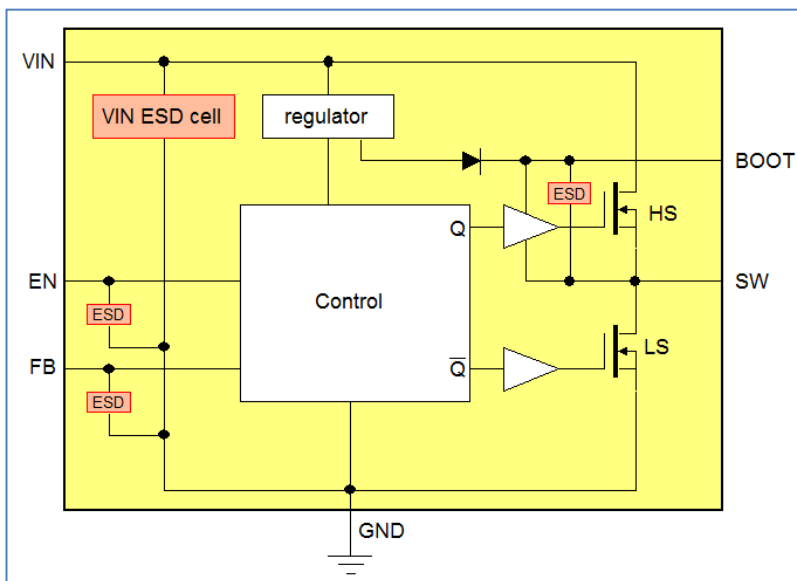 VIN
VIN ESD cell
regulator
BOOT
ESD
Q
HS
EN
SW
Control
ESD
LS
FB
Q̅
ESD
GND